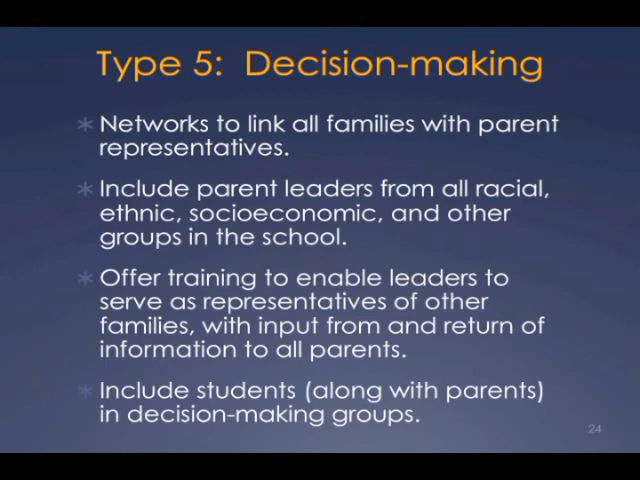 Type 5:  Decision-making
* Networks to link all families with parent
representatives.
* Include parent leaders from all racial,
ethnic, socioeconomic, and other
groups in the school.
* Offer training to enable leaders to
serve as representatives of other
families, with input from and return of
information to all parents.
* Include students (along with parents)
in decision-making groups.
24